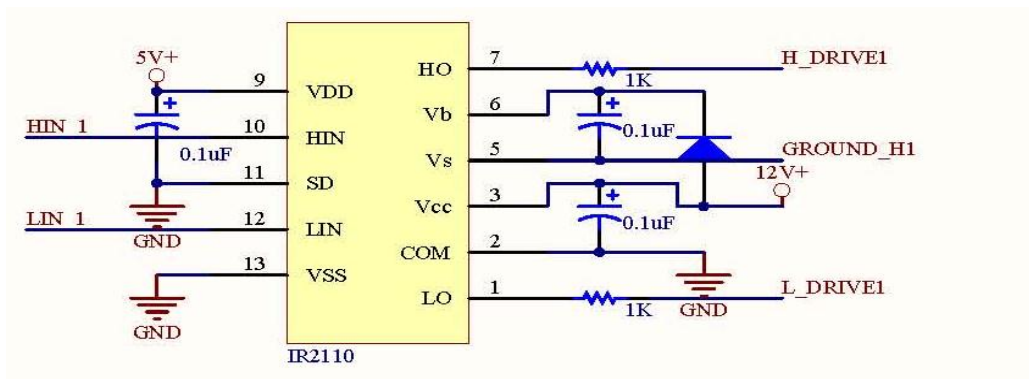 5V+
9
VDD
HIN_1
10
HIN
0.1uF
11
SD
GND
LIN_1
12
LIN
13
VSS
GND
IR2110
HO
7
1K
H_DRIVE1
Vb
6
+
0.1uF
Vs
5
GROUND_H1
12V+
Vcc
3
+
0.1uF
COM
2
GND
LO
1
1K
L_DRIVE1
+